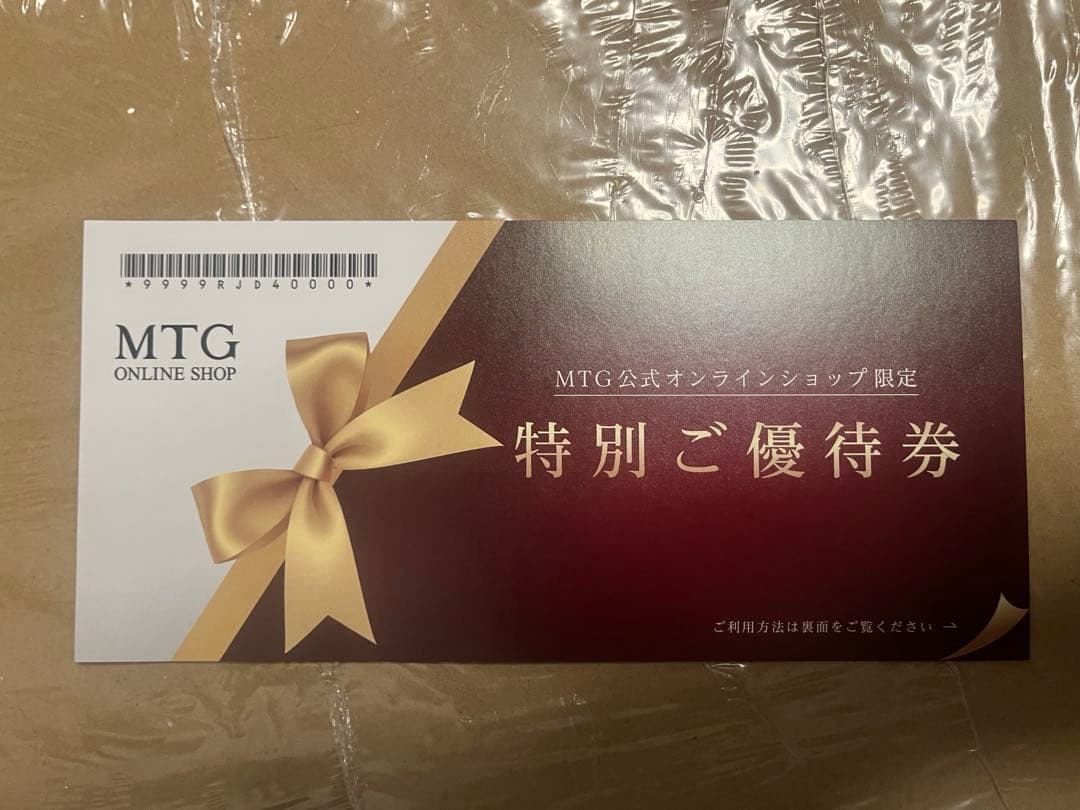 *9999RJD40000*
MTG
ONLINE SHOP
MTG公式オンラインショップ限定
特別ご優待券
ご利用方法は裏面をご覧ください →